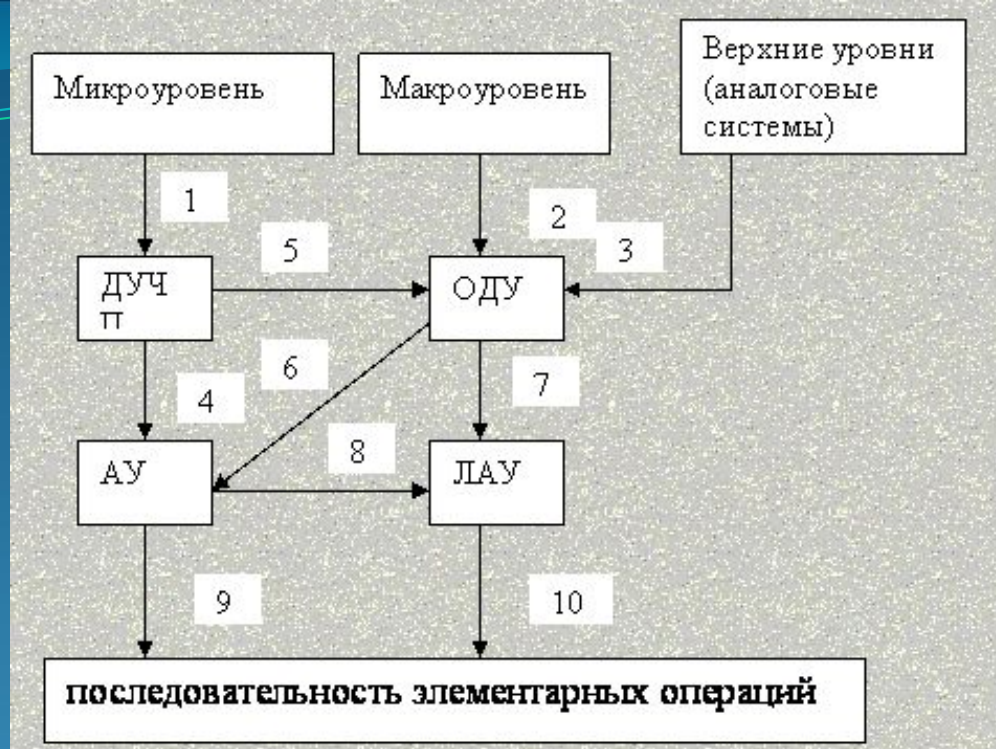 Микроуровень
Макроуровень
Верхние уровни
(аналоговые
системы)
1
2
3
5
ДУЧ
П
ОДУ
6
7
4
8
АУ
ЛАУ
9
10
последовательность элементарных операций